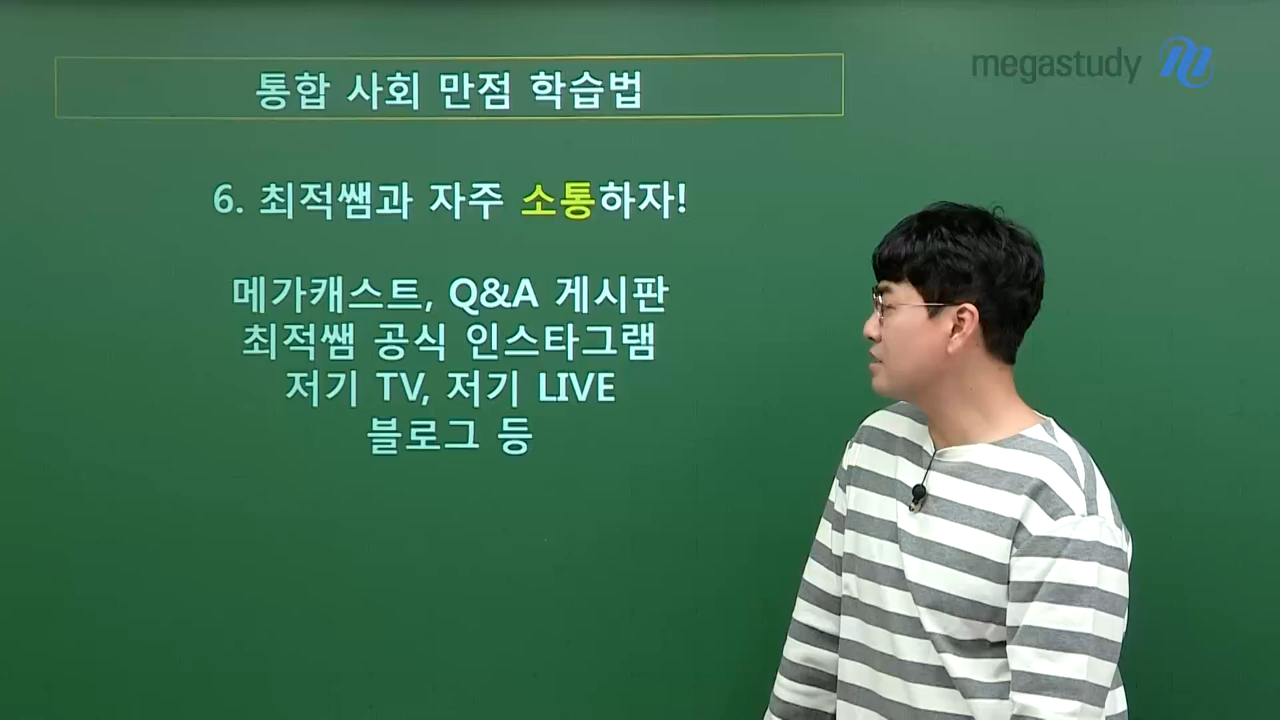 통합 사회 만점 학습법
megastudy
6. 최적쌤과 자주 소통하자!
메가캐스트, Q&A 게시판
최적쌤 공식 인스타그램
저기 TV, 저기 LIVE
블로그 등